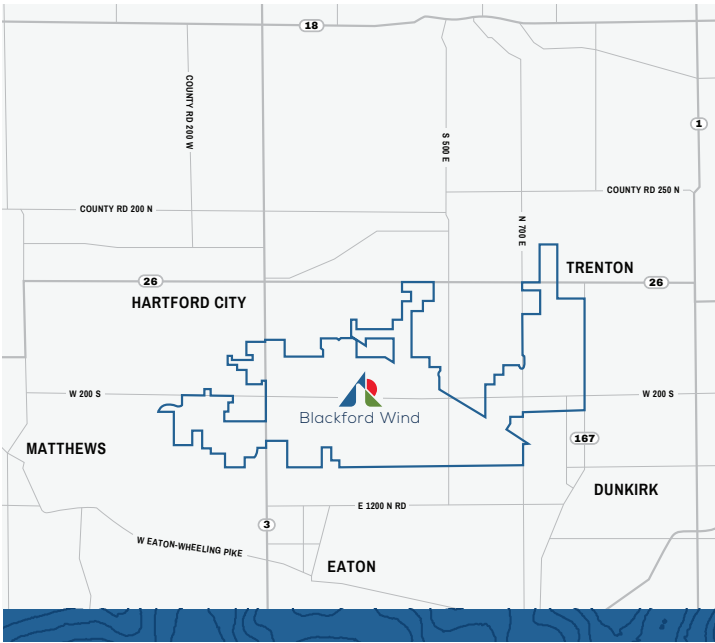 18
COUNTY RD 200 W
1
S 500 E
COUNTY RD 250 N
COUNTY RD 200 N
N 700 E
TRENTON
26
26
HARTFORD CITY
W 200 S
W 200 S
Blackford Wind
167
MATTHEWS
DUNKIRK
E 1200 N RD
3
W EATON-WHEELING PIKE
EATON